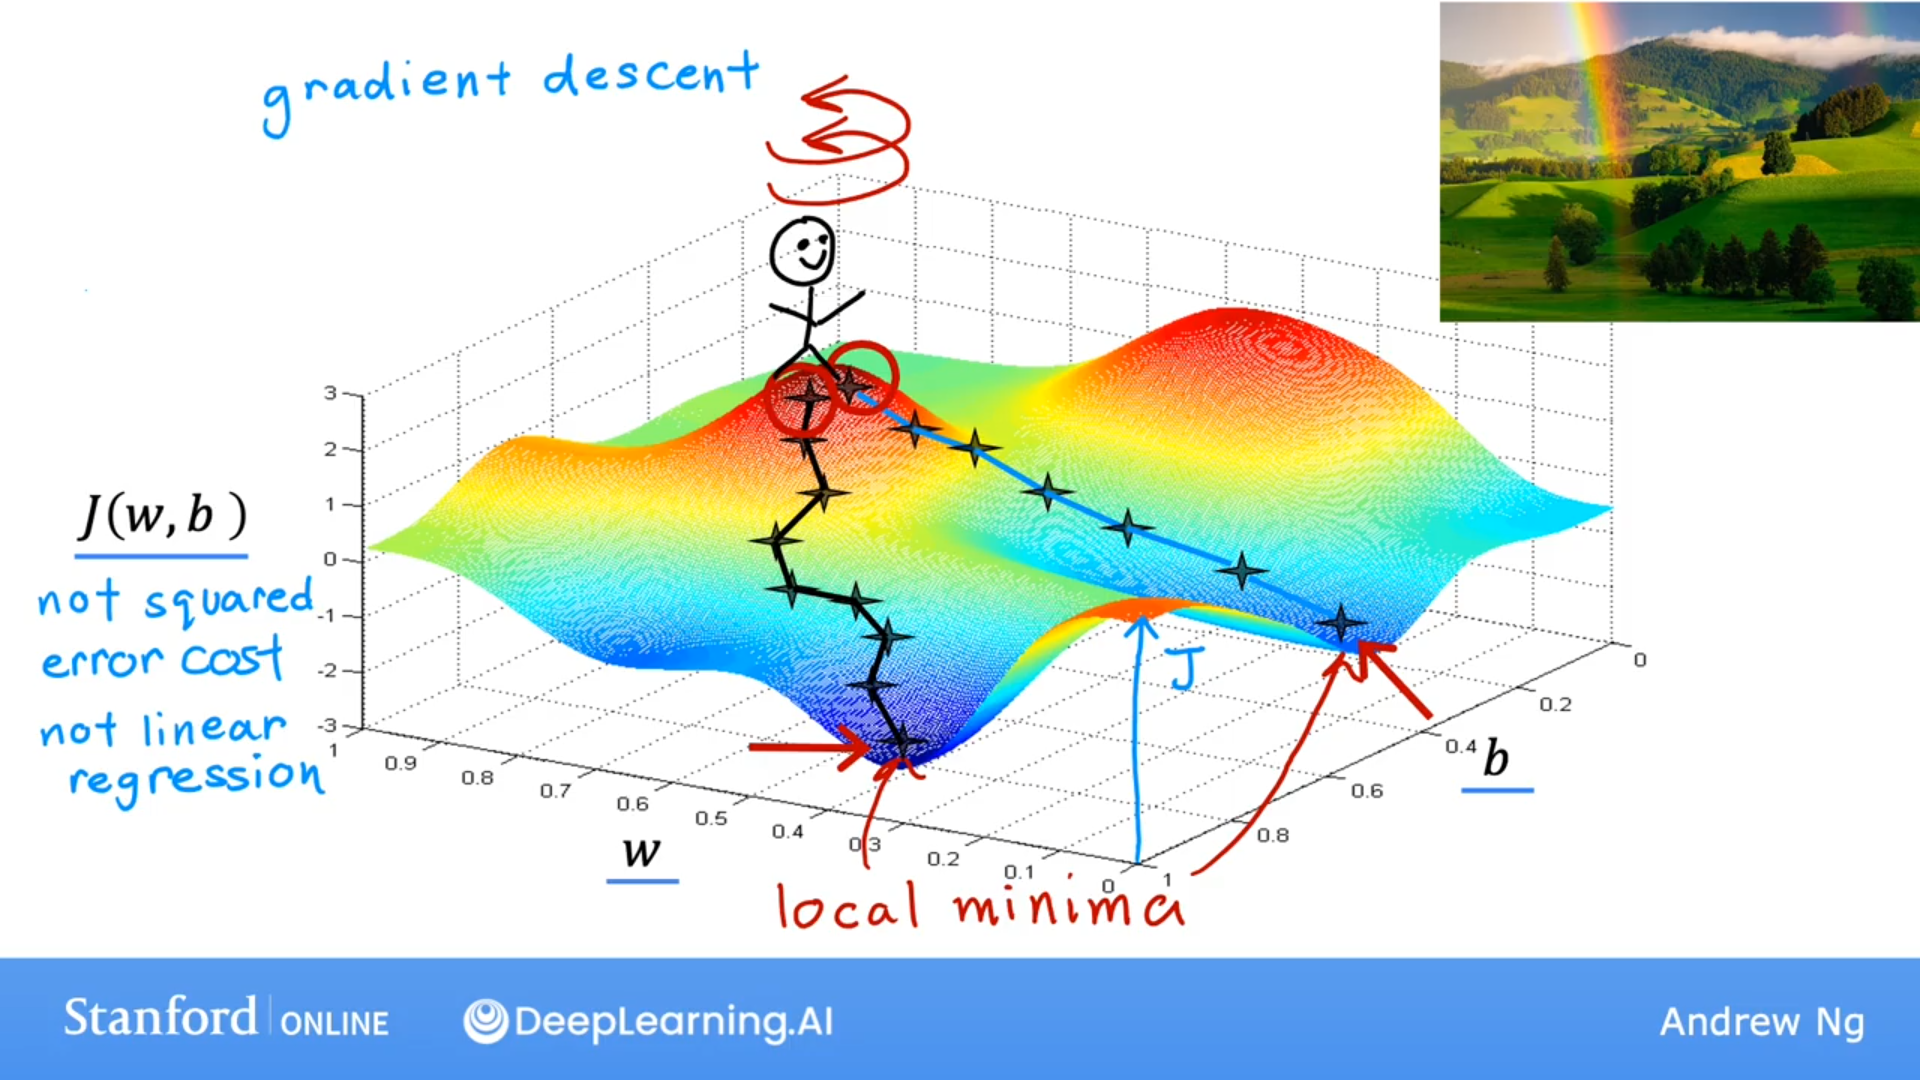 gradient descent
J(w, b )
not squared
error cost
not linear
regression
3
2
1
0
-1
-2
-3
1
0.9
0.8
0.7
0.6
0.5
0.4
0.3
0.2
0.1
0
w
1
0.8
0.6
0.4
0.2
0
b
J
local minima
Stanford | ONLINE
DeepLearning.AI
Andrew Ng